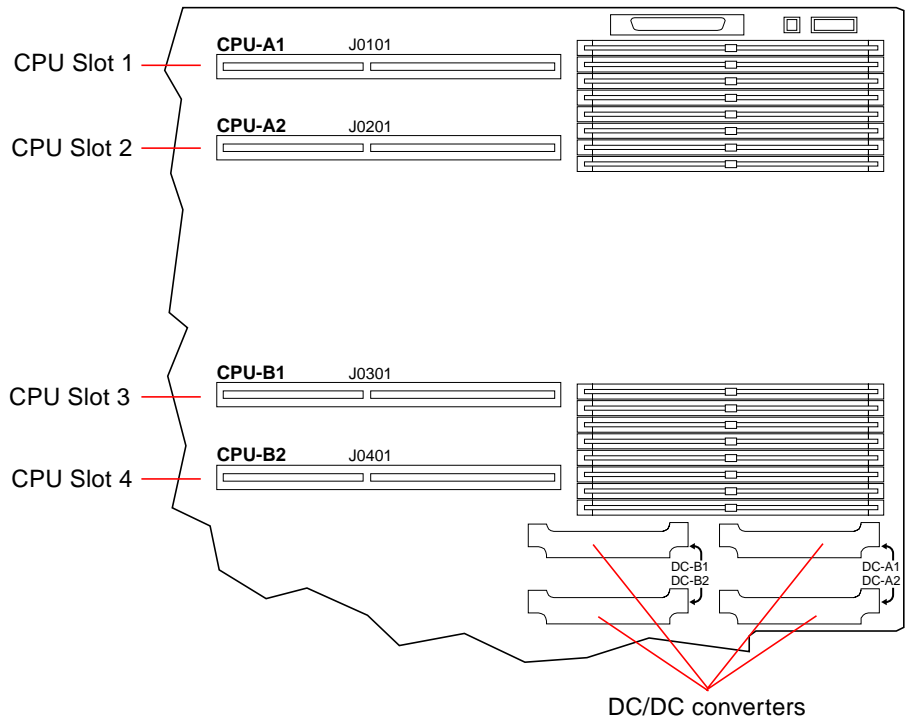 CPU-A1 J0101
CPU Slot 1
CPU-A2 J0201
CPU Slot 2
CPU-B1 J0301
CPU Slot 3
CPU-B2 J0401
CPU Slot 4
DC-B1
DC-B2
DC-A1
DC-A2
DC/DC converters